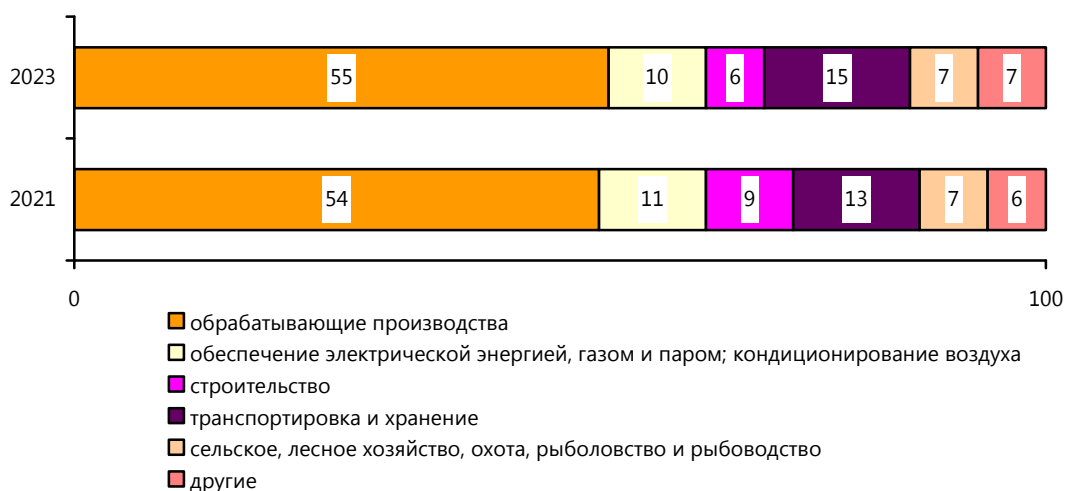 2023
55 10 6 15 7 7
2021
54 11 9 13 7 6
0 100
обрабатывающие производства
обеспечение электрической энергией, газом и паром; кондиционирование воздуха
строительство
транспортировка и хранение
сельское, лесное хозяйство, охота, рыболовство и рыбоводство
другие